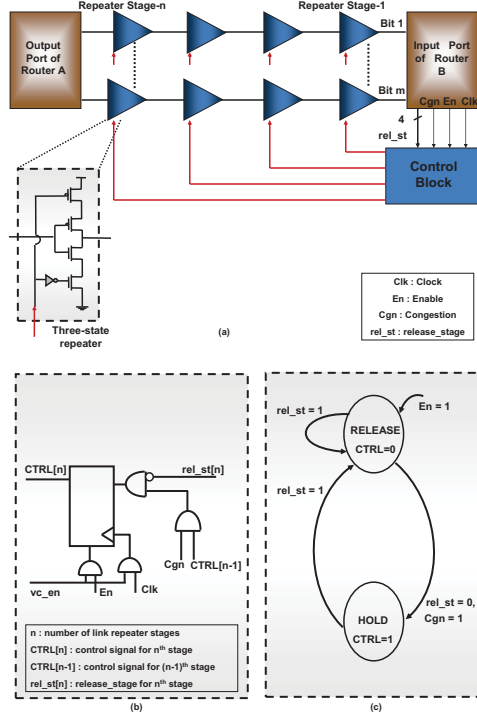 Repeater Stage-n
Repeater Stage-1
Output
Port of
Router A
Bit 1
Input Port
of Router
B
Bit m
Cgn En Clk
4
rel_st
Control
Block
Three-state
repeater
Clk : Clock
En : Enable
Cgn : Congestion
rel_st : release_stage
(a)
CTRL[n]
rel_st[n]
Cgn
CTRL[n-1]
vc_en
En
Clk
n : number of link repeater stages
CTRL[n] : control signal for nth stage
CTRL[n-1] : control signal for (n-1)th stage
rel_st[n] : release_stage for nth stage
(b)
rel_st = 1
En = 1
RELEASE
CTRL=0
rel_st = 1
rel_st = 0,
Cgn = 1
HOLD
CTRL=1
(c)